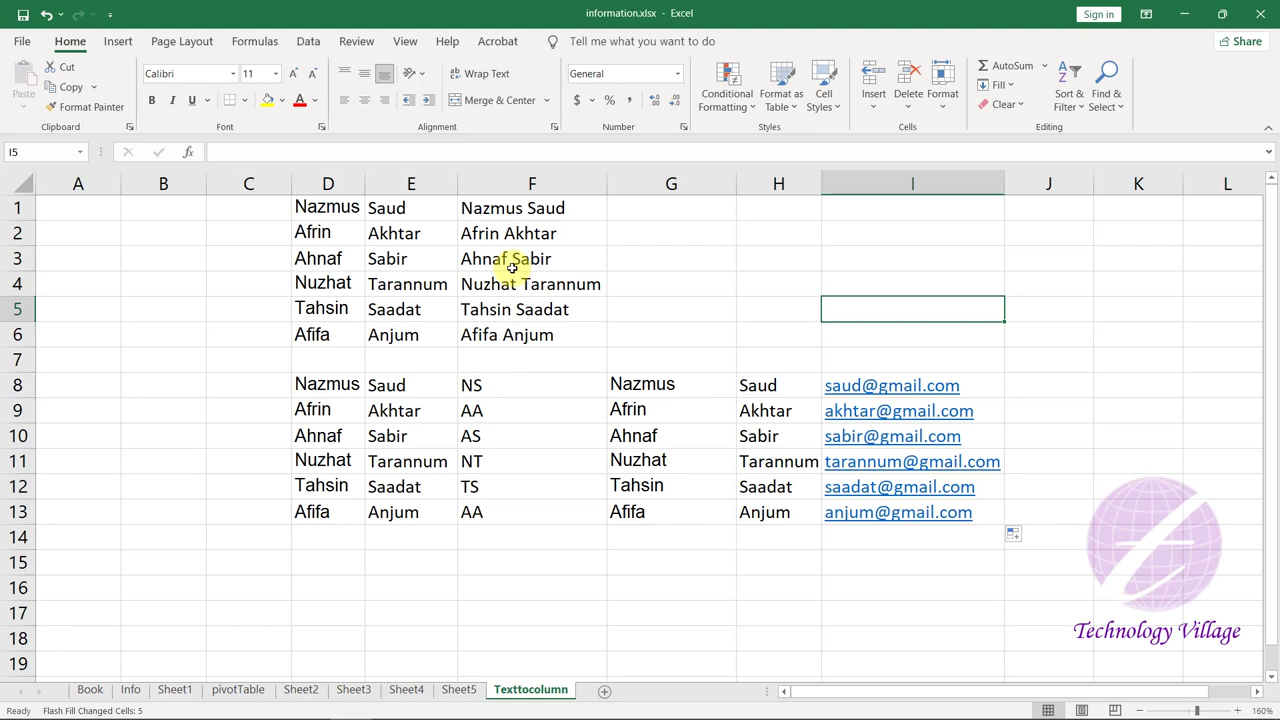 information.xlsx - Excel
Sign in
File Home Insert Page Layout Formulas Data Review View Help Acrobat Tell me what you want to do Share
Paste
Cut
Copy
Format Painter
Clipboard
Calibri 11
B I U
Font
Wrap Text
Merge & Center
Alignment
General
$ % ,
Number
Conditional Formatting
Format as Table
Cell Styles
Styles
Insert Delete Format
Cells
AutoSum
Fill
Clear
Sort & Filter
Find & Select
Editing
I5 fx
A B C D E F G H I J K L
1 Nazmus Saud Nazmus Saud
2 Afrin Akhtar Afrin Akhtar
3 Ahnaf Sabir Ahnaf Sabir
4 Nuzhat Tarannum Nuzhat Tarannum
5 Tahsin Saadat Tahsin Saadat
6 Afifa Anjum Afifa Anjum
7
8 Nazmus Saud NS Nazmus Saud saud@gmail.com
9 Afrin Akhtar AA Afrin Akhtar akhtar@gmail.com
10 Ahnaf Sabir AS Ahnaf Sabir sabir@gmail.com
11 Nuzhat Tarannum NT Nuzhat Tarannum tarannum@gmail.com
12 Tahsin Saadat TS Tahsin Saadat saadat@gmail.com
13 Afifa Anjum AA Afifa Anjum anjum@gmail.com
14
15
16
17
18
19
Technology Village
Book Info Sheet1 pivotTable Sheet2 Sheet3 Sheet4 Sheet5 Texttocolumn
Ready Flash Fill Changed Cells: 5 160%